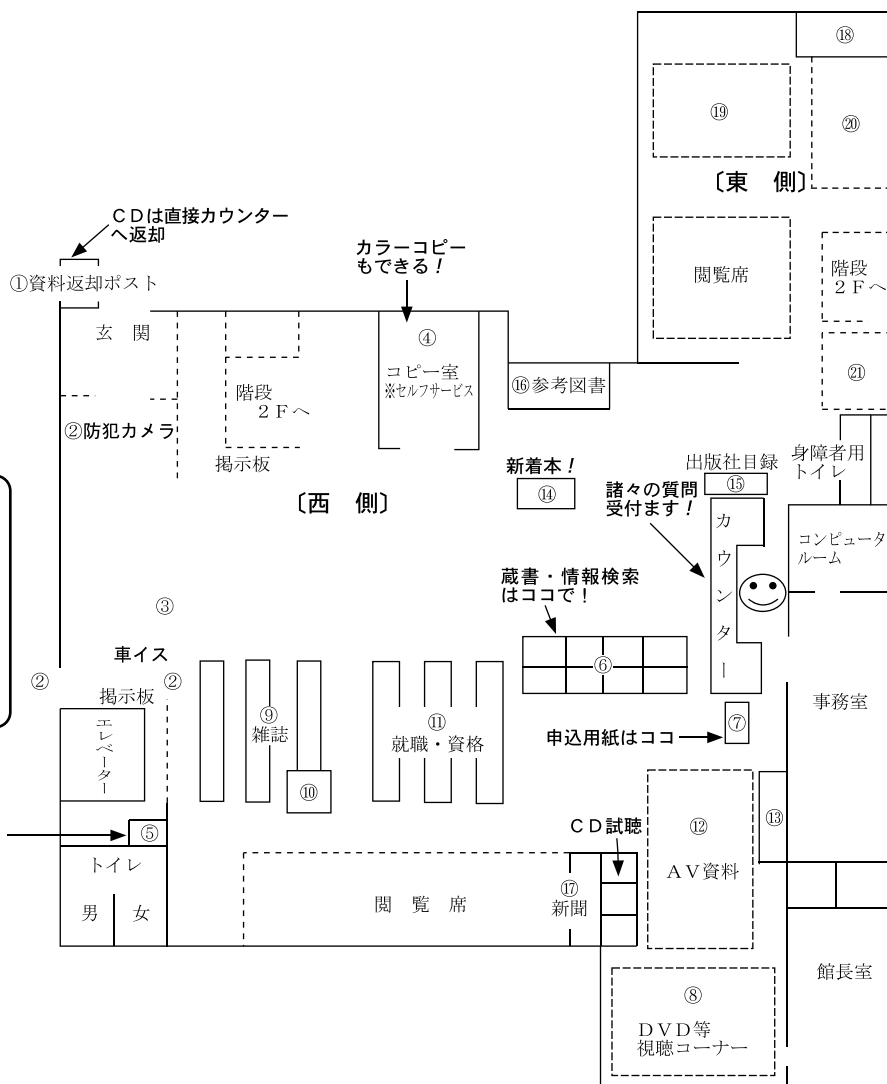 ⑱
⑲
⑳
〔東　側〕
ＣＤは直接カウンター
へ返却
カラーコピー
もできる！
閲覧席
階段
２Ｆへ
①資料返却ポスト
玄　関
④
コピー室
※セルフサービス
⑯参考図書
㉑
階段
２Ｆへ
②防犯カメラ
掲示板
新着本！
⑭
出版社目録
⑮
身障者用
トイレ
〔西　側〕
諸々の質問
受付ます！
カウンター
コンピュータ
ルーム
蔵書・情報検索
はココで！
③
車イス
②
掲示板
②
⑥
エレベーター
⑨
雑誌
⑪
就職・資格
⑦
申込用紙はココ
事務室
⑩
⑤
ＣＤ試聴
⑫
ＡＶ資料
⑬
トイレ
男
女
閲　覧　席
⑰
新聞
館長室
⑧
ＤＶＤ等
視聴コーナー